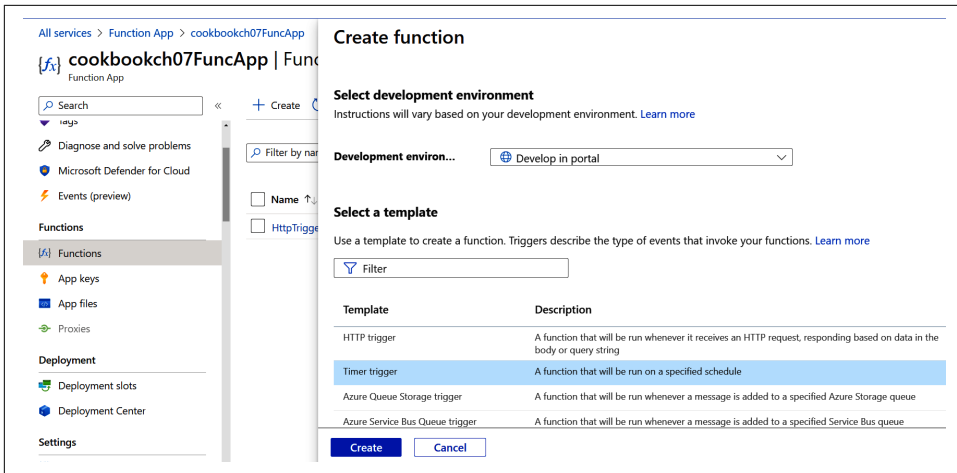 All services > Function App > cookbookch07FuncApp
{fx} cookbookch07FuncApp | Func
Function App
Search
«
Tags
Diagnose and solve problems
Microsoft Defender for Cloud
Events (preview)
Functions
{fx} Functions
App keys
App files
Proxies
Deployment
Deployment slots
Deployment Center
Settings
+ Create
Filter by nar
Name ↑↓
HttpTrigge
Create function
Select development environment
Instructions will vary based on your development environment. Learn more
Development environ...
Develop in portal
Select a template
Use a template to create a function. Triggers describe the type of events that invoke your functions. Learn more
Filter
Template Description
HTTP trigger A function that will be run whenever it receives an HTTP request, responding based on data in the
body or query string
Timer trigger A function that will be run on a specified schedule
Azure Queue Storage trigger A function that will be run whenever a message is added to a specified Azure Storage queue
Azure Service Bus Queue trigger A function that will be run whenever a message is added to a specified Service Bus queue
Create Cancel